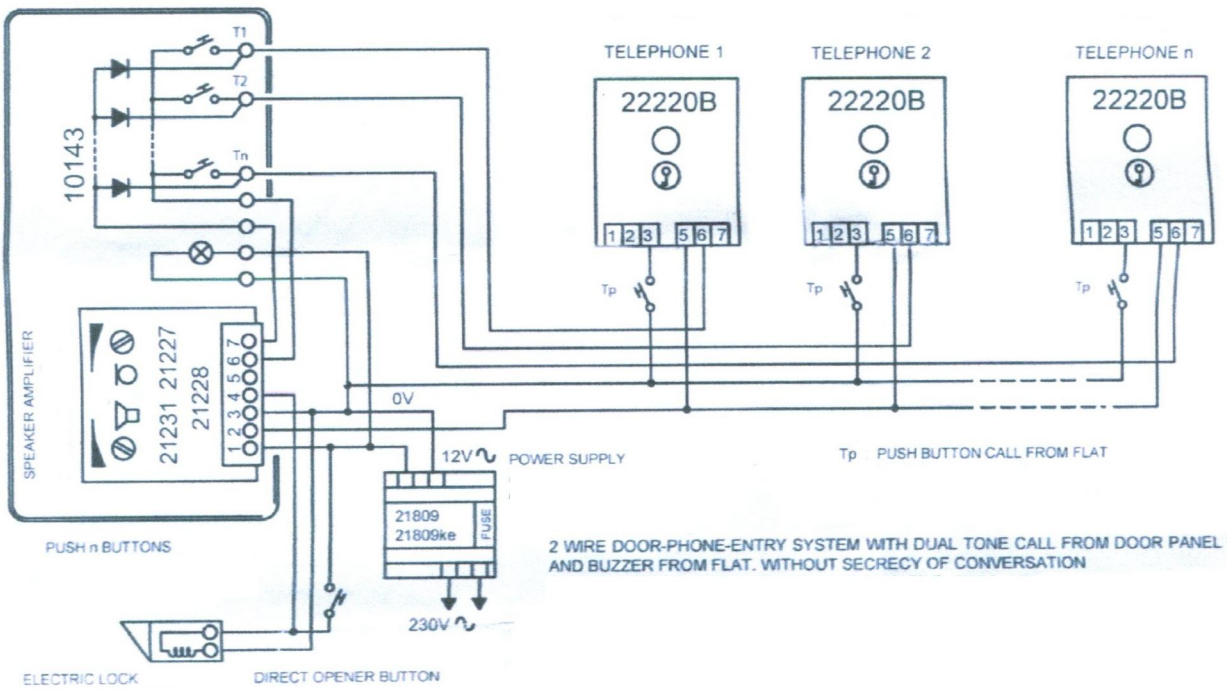 T1
T2
Tn
10143
TELEPHONE 1
22220B
1 2 3 5 6 7
TELEPHONE 2
22220B
1 2 3 5 6 7
TELEPHONE n
22220B
1 2 3 5 6 7
Tp
Tp
Tp
SPEAKER AMPLIFIER
21231 21227
21228
7
6
5
4
3
2
1
0V
12V
POWER SUPPLY
Tp PUSH BUTTON CALL FROM FLAT
21809
21809ke
FUSE
230V
PUSH n BUTTONS
2 WIRE DOOR-PHONE-ENTRY SYSTEM WITH DUAL TONE CALL FROM DOOR PANEL
AND BUZZER FROM FLAT. WITHOUT SECRECY OF CONVERSATION
ELECTRIC LOCK
DIRECT OPENER BUTTON